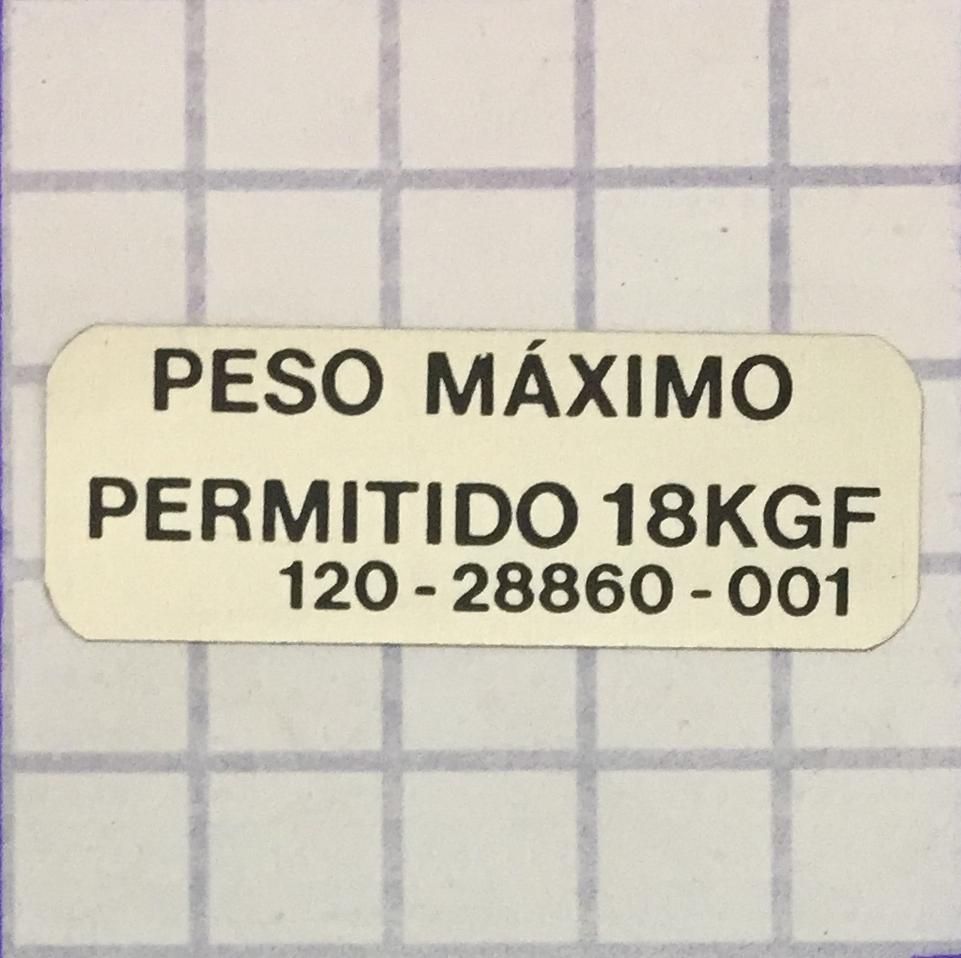 PESO MÁXIMO
PERMITIDO 18KGF
120-28860-001